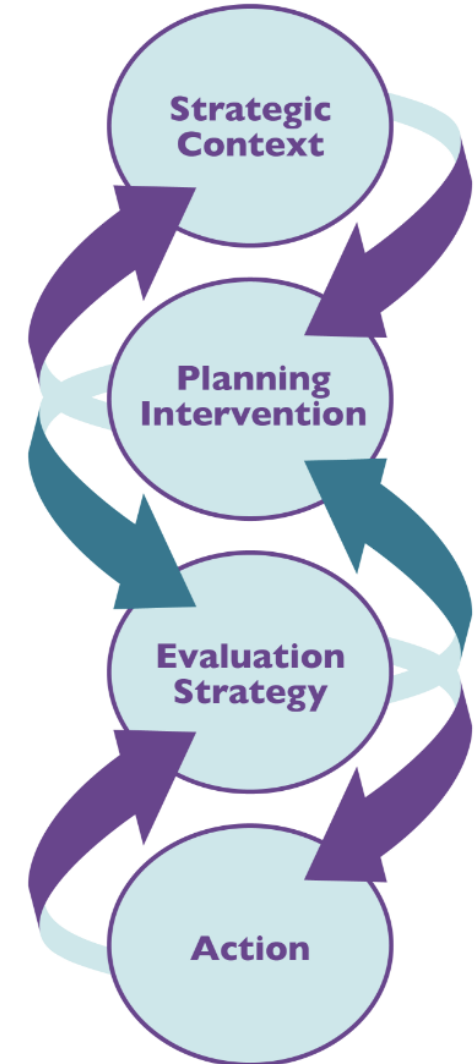 Strategic
Context
Planning
Intervention
Evaluation
Strategy
Action